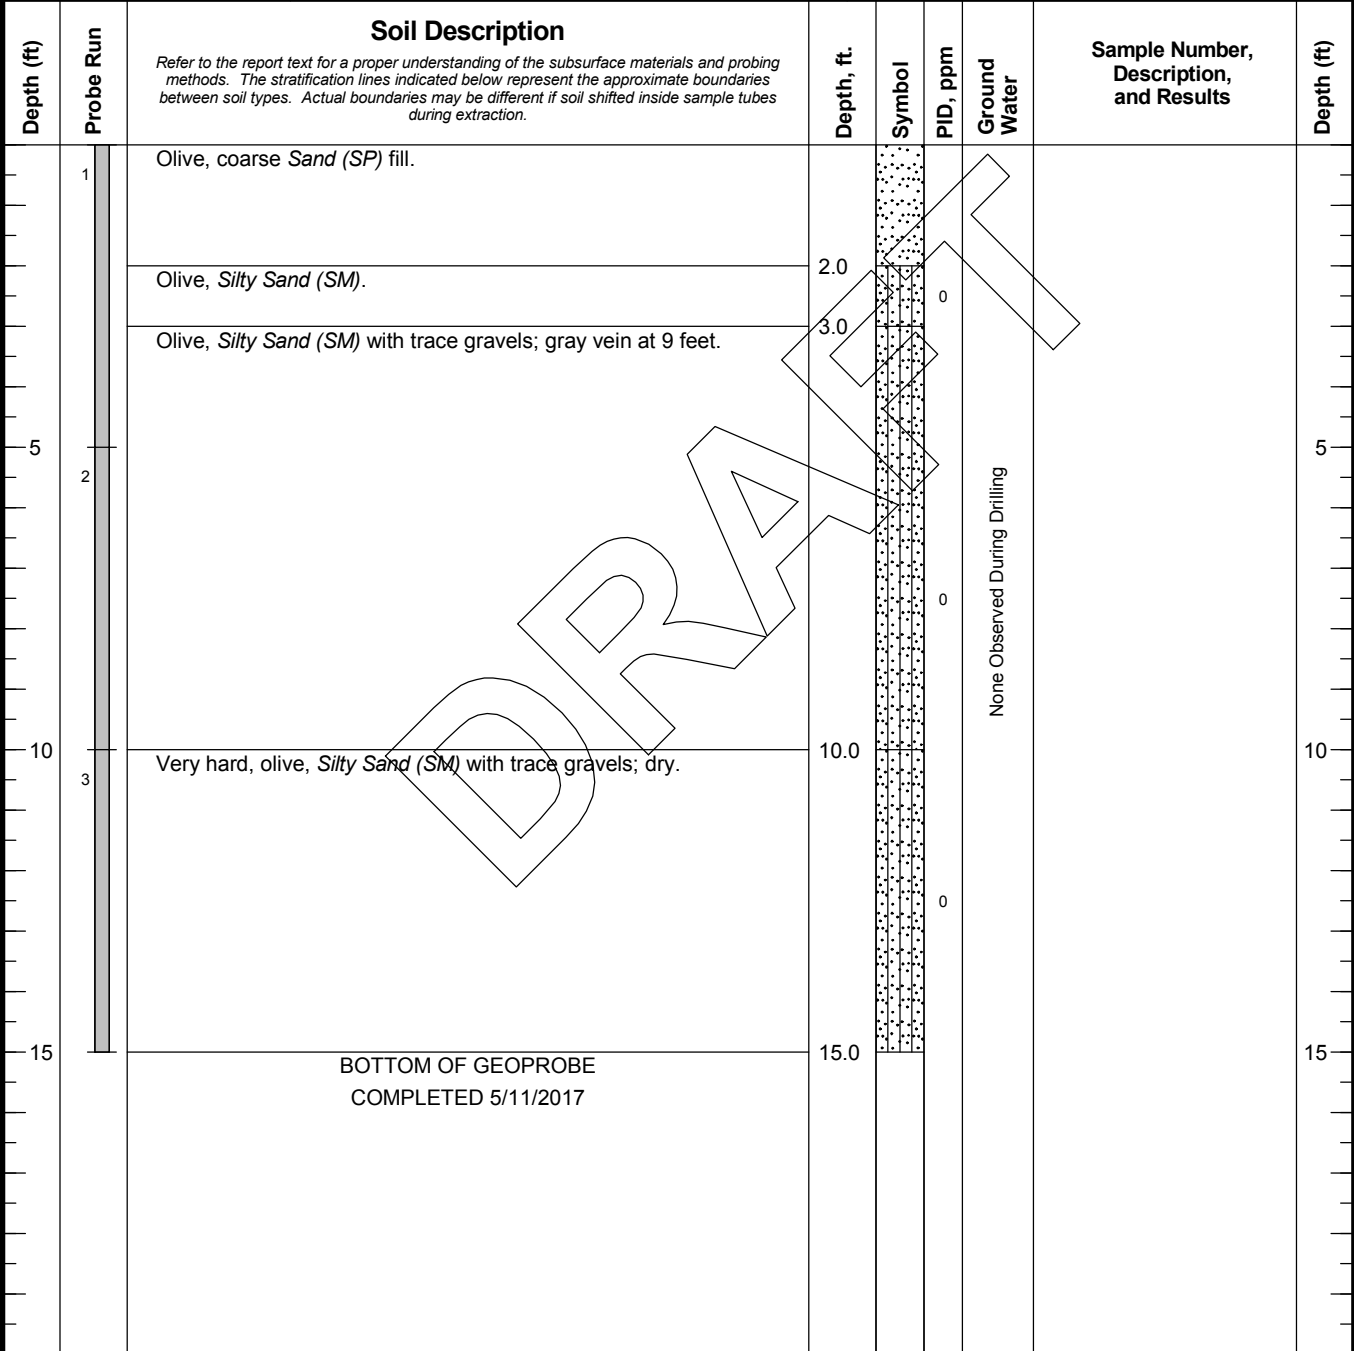 Depth (ft)
Probe Run
Soil Description
Refer to the report text for a proper understanding of the subsurface materials and probing
methods. The stratification lines indicated below represent the approximate boundaries
between soil types. Actual boundaries may be different if soil shifted inside sample tubes
during extraction.
Depth, ft.
Symbol
PID, ppm
Ground
Water
Sample Number,
Description,
and Results
Depth (ft)
1
Olive, coarse Sand (SP) fill.
2.0
Olive, Silty Sand (SM).
0
3.0
Olive, Silty Sand (SM) with trace gravels; gray vein at 9 feet.
5
5
2
None Observed During Drilling
0
10
10.0
10
Very hard, olive, Silty Sand (SM) with trace gravels; dry.
3
0
15
15.0
15
BOTTOM OF GEOPROBE
COMPLETED 5/11/2017
DRAFT